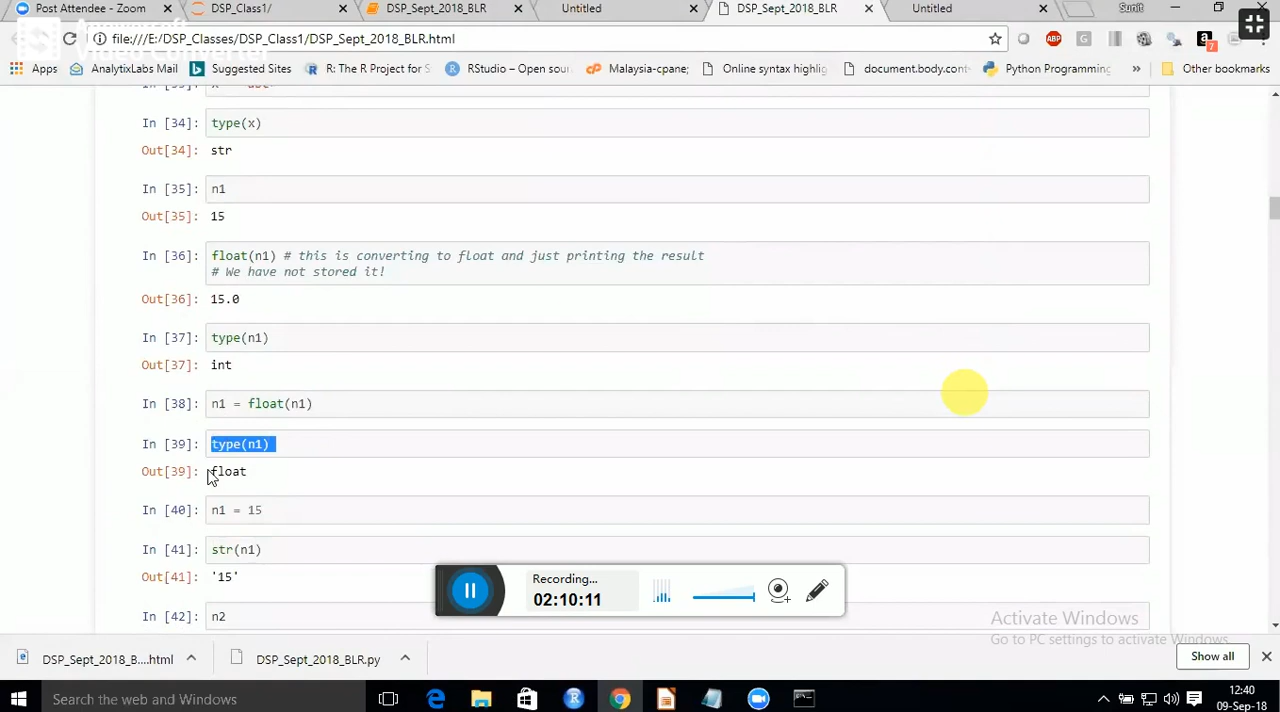 Post Attendee - Zoom
DSP_Class1/
DSP_Sept_2018_BLR
Untitled
DSP_Sept_2018_BLR
Untitled
Sunit
file:///E:/DSP_Classes/DSP_Class1/DSP_Sept_2018_BLR.html
ABP
7
Apps
AnalytixLabs Mail
Suggested Sites
R: The R Project for S
RStudio – Open sou
Malaysia-cpane;
Online syntax highlig
document.body.cont
Python Programming
»
Other bookmarks
In [34]: type(x)
Out[34]: str
In [35]: n1
Out[35]: 15
In [36]: float(n1) # this is converting to float and just printing the result
# We have not stored it!
Out[36]: 15.0
In [37]: type(n1)
Out[37]: int
In [38]: n1 = float(n1)
In [39]: type(n1)
Out[39]: float
In [40]: n1 = 15
In [41]: str(n1)
Out[41]: '15'
In [42]: n2
Recording...
02:10:11
Activate Windows
Go to PC settings to activate Windows.
DSP_Sept_2018_B....html
DSP_Sept_2018_BLR.py
Show all
Search the web and Windows
12:40
09-Sep-18